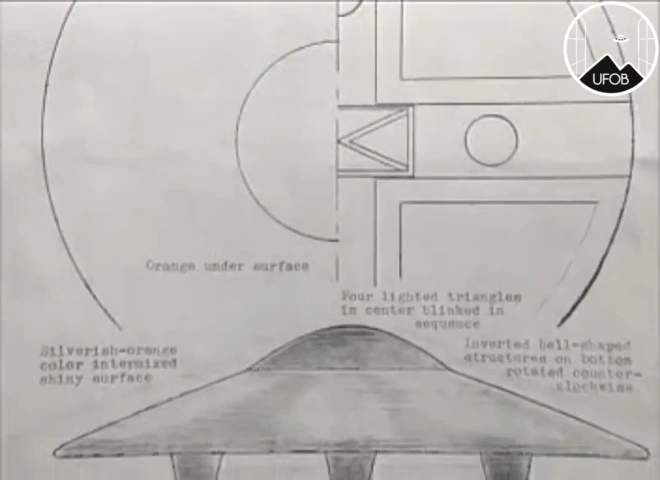 UFOB
Orange under surface
Four lighted triangles
in center blinked in
sequence
Silverish-orange
color intermixed
shiny surface
Inverted bell-shaped
structures on bottom
rotated counter-
clockwise